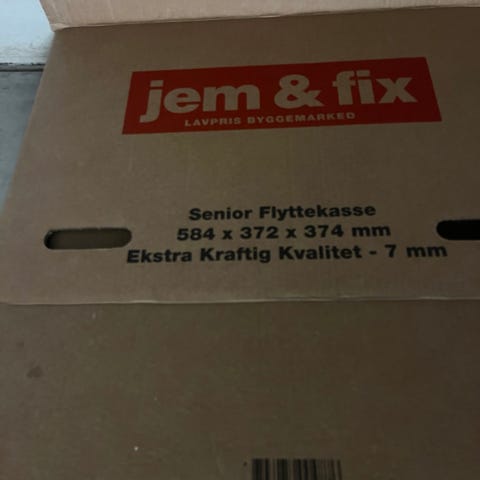 jem & fix
LAVPRIS BYGGEMARKED
Senior Flyttekasse
584 x 372 x 374 mm
Ekstra Kraftig Kvalitet - 7 mm